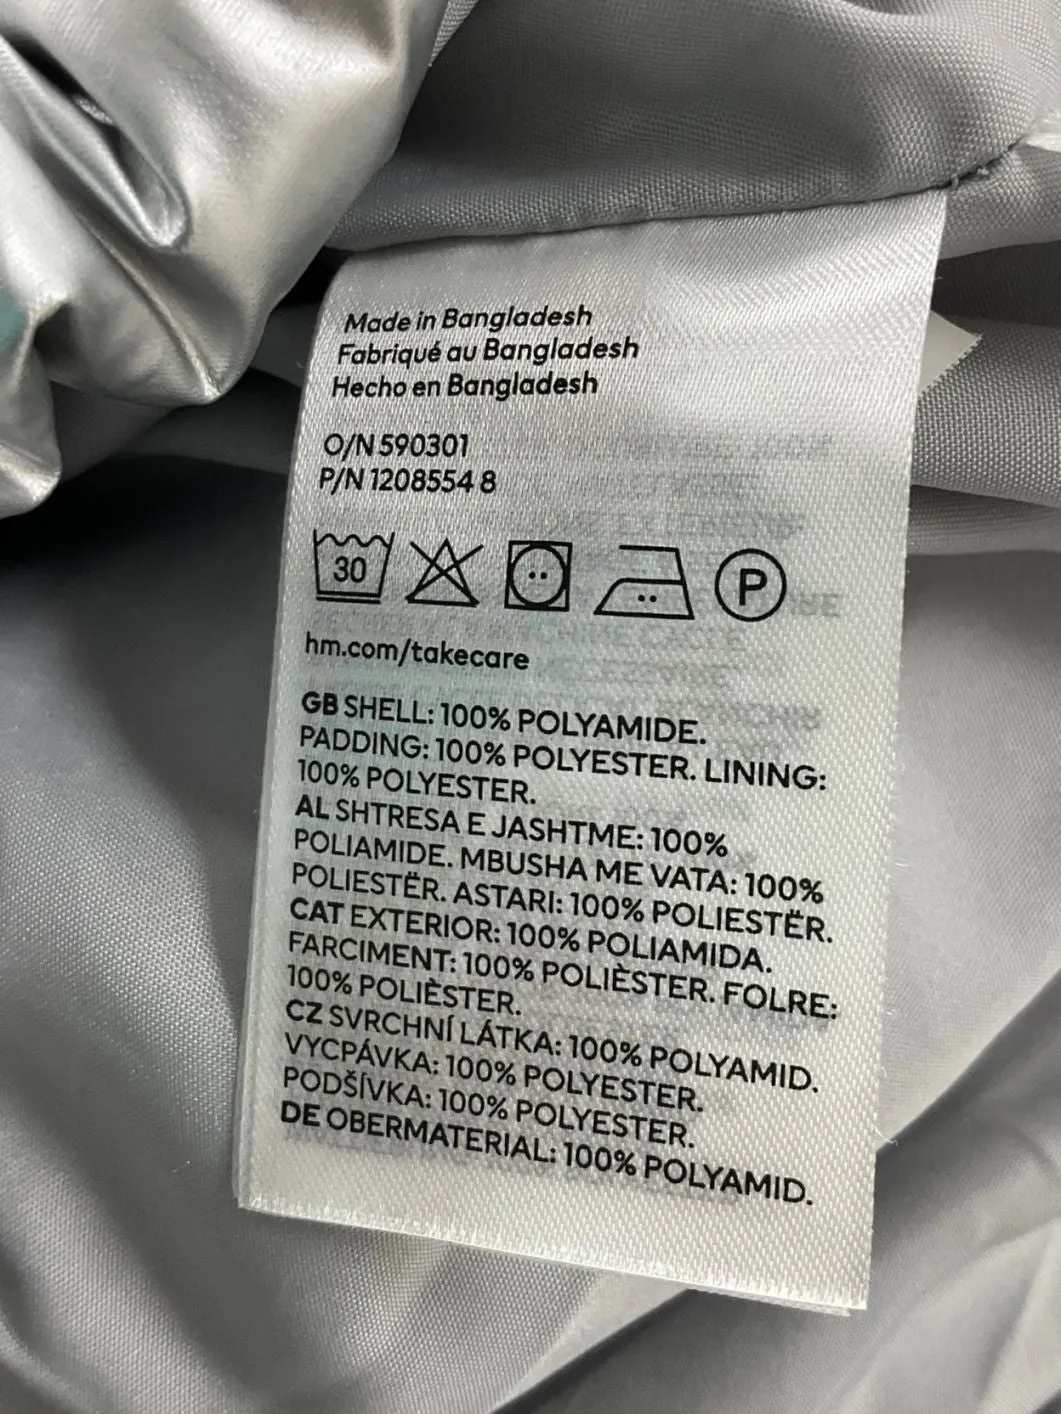 Made in Bangladesh
Fabriqué au Bangladesh
Hecho en Bangladesh
O/N 590301
P/N 1208554 8
30 P
hm.com/takecare
GB SHELL: 100% POLYAMIDE.
PADDING: 100% POLYESTER. LINING:
100% POLYESTER.
AL SHTRESA E JASHTME: 100%
POLIAMIDE. MBUSHA ME VATA: 100%
POLIESTËR. ASTARI: 100% POLIESTËR.
CAT EXTERIOR: 100% POLIAMIDA.
FARCIMENT: 100% POLIÈSTER. FOLRE:
100% POLIÈSTER.
CZ SVRCHNÍ LÁTKA: 100% POLYAMID.
VYCPÁVKA: 100% POLYESTER.
PODŠÍVKA: 100% POLYESTER.
DE OBERMATERIAL: 100% POLYAMID.